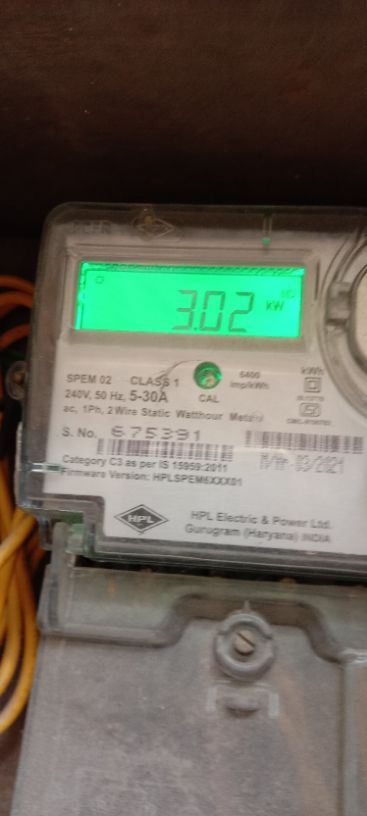 3.02 kW
SPEM 02 CLASS 1
240V, 50 Hz, 5-30A
CAL
6400
imp/kWh
kWh
ac, 1Ph, 2 Wire Static Watthour Meter
S. No. 675391
03/2021
Category C3 as per IS 15959:2011
Firmware Version: HPLSPEM6XXX01
HPL
HPL Electric & Power Ltd.
Gurugram (Haryana) INDIA